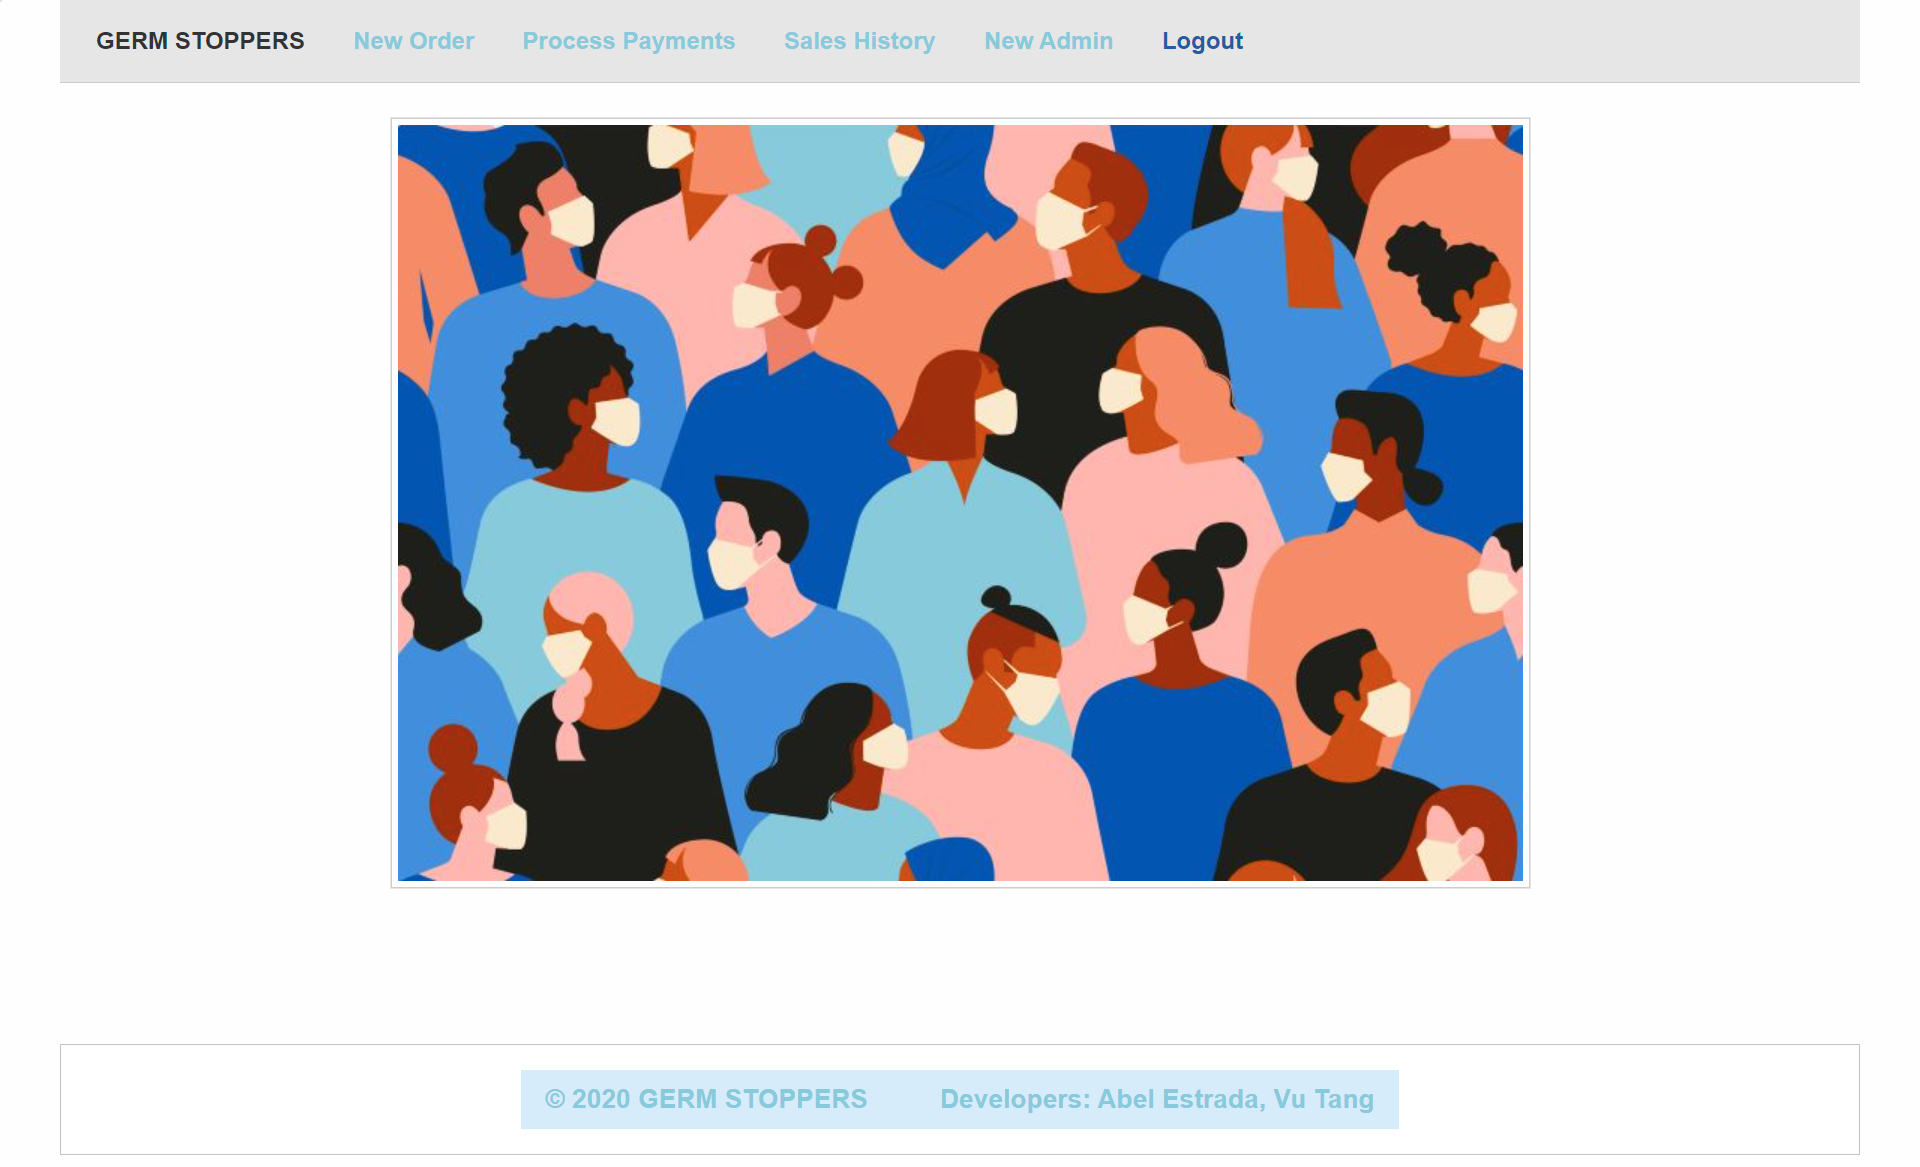 GERM STOPPERS New Order Process Payments Sales History New Admin Logout
© 2020 GERM STOPPERS Developers: Abel Estrada, Vu Tang